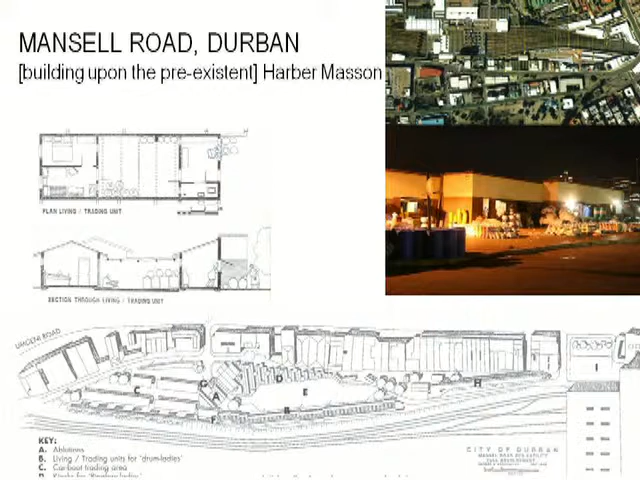 MANSELL ROAD, DURBAN
[building upon the pre-existent] Harber Masson
PLAN LIVING / TRADING UNIT
SECTION THROUGH LIVING / TRADING UNIT
UMGENI ROAD
C
G
A
D
E
B
F
H
I
KEY:
A. Ablutions
B. Living / Trading units for 'drum-ladies'
C. Car-boot trading area
CITY OF DURBAN